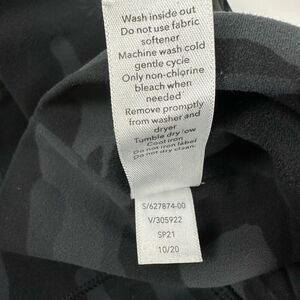 Wash inside out
Do not use fabric
softener
Machine wash cold
gentle cycle
Only non-chlorine
bleach when
needed
Remove promptly
from washer and
dryer
Tumble dry low
Cool iron
Do not iron label
Do not dry clean.
S/627874-00
V/305922
SP21
10/20